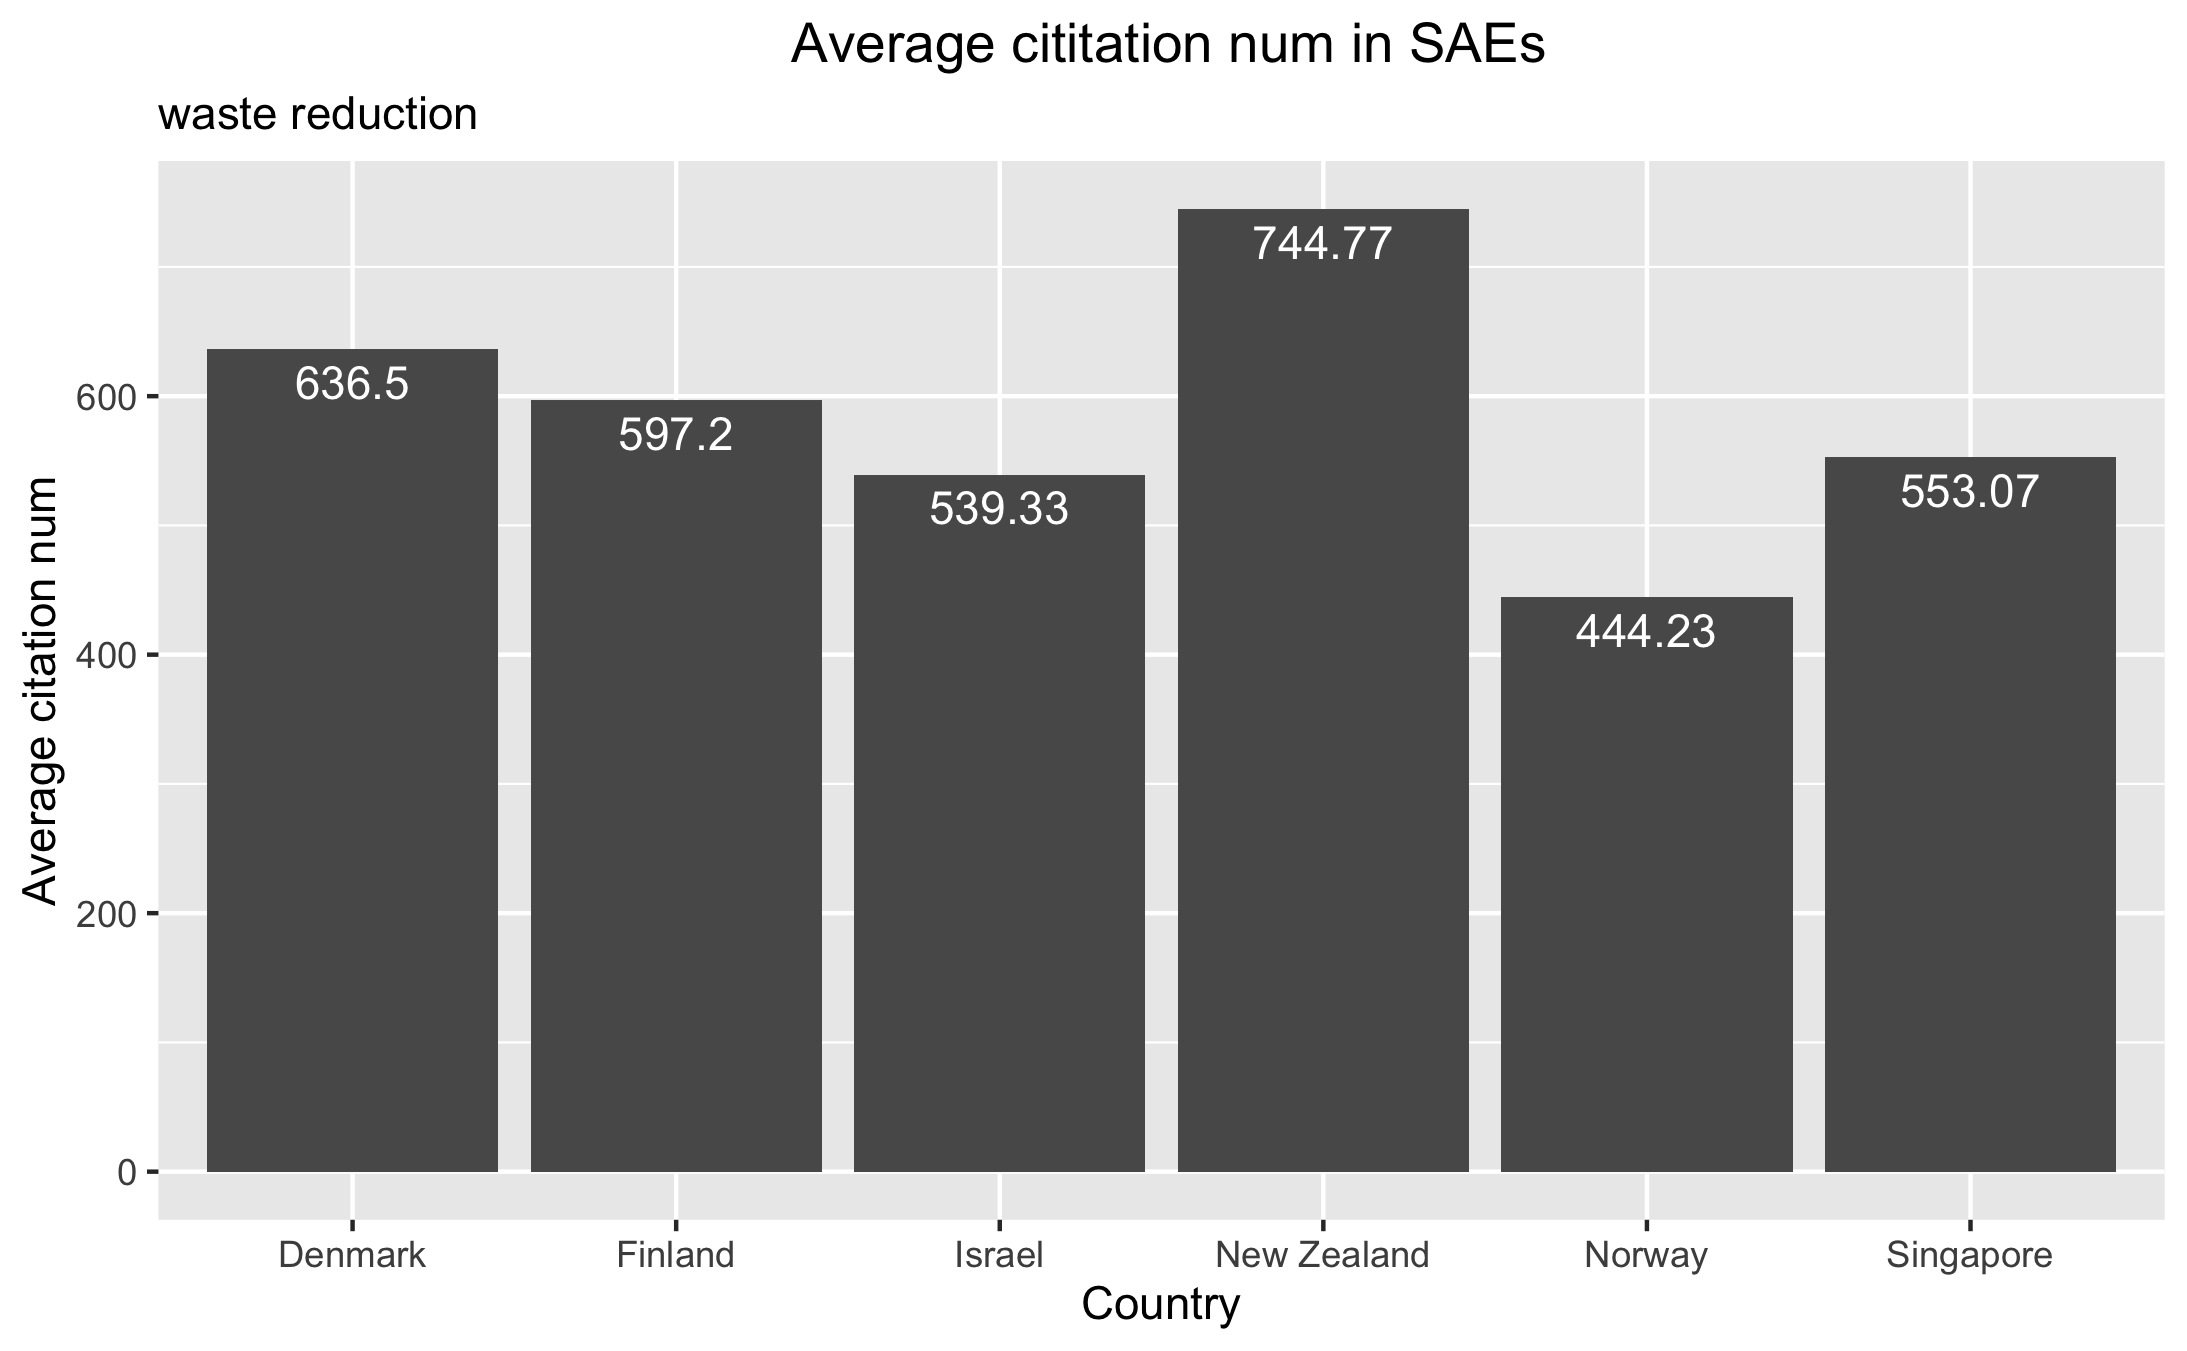 Average cititation num in SAEs
waste reduction
744.77
636.5
597.2
539.33
553.07
444.23
600
400
200
0
Average citation num
Denmark Finland Israel New Zealand Norway Singapore
Country